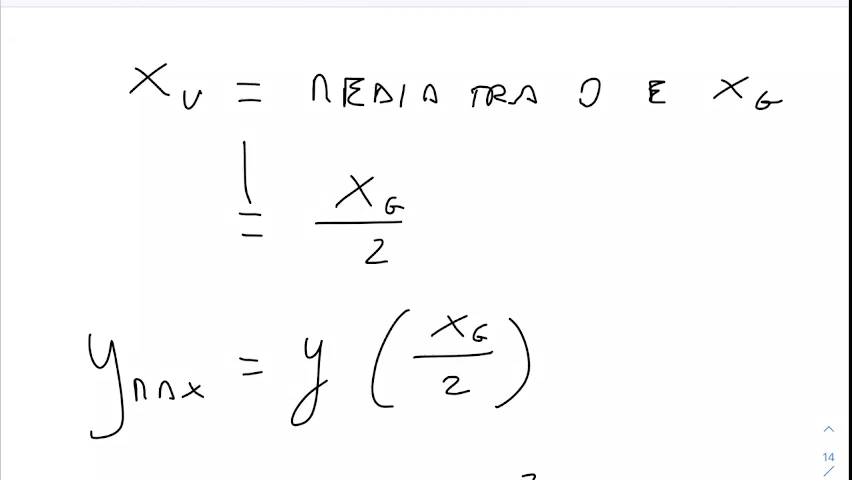 x_v = MEDIA TRA 0 E x_G
= x_G / 2
y_MAX = y (x_G / 2)
14